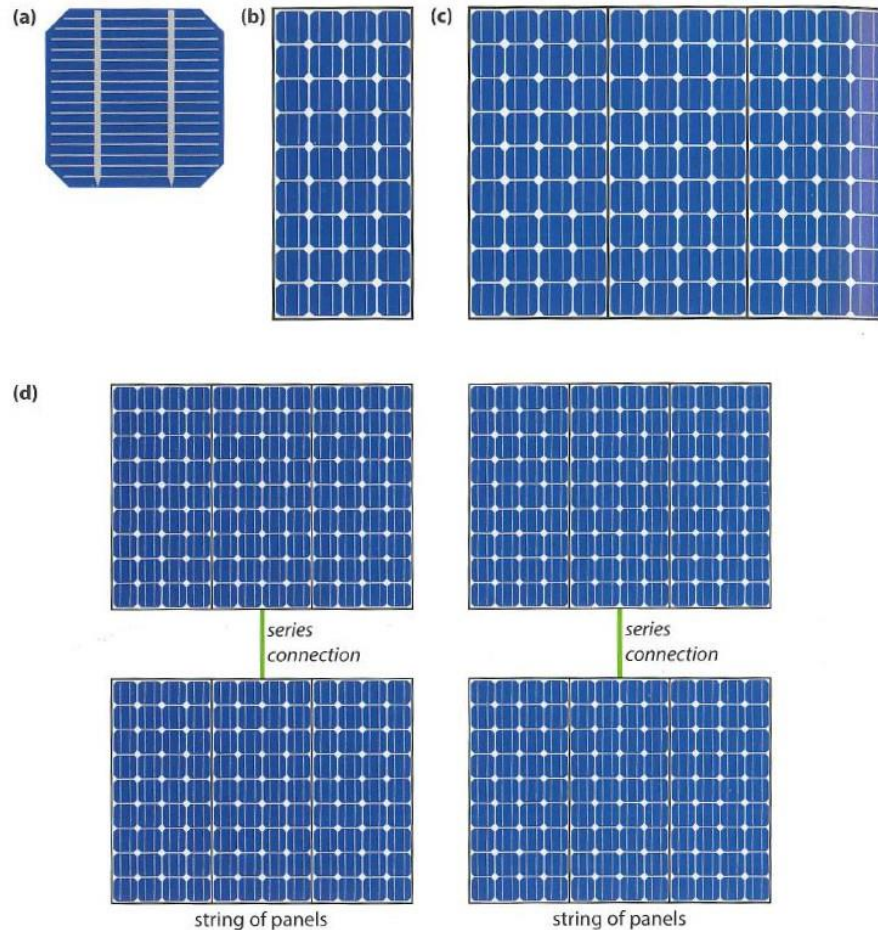 (a)
(b)
(c)
(d)
series
connection
series
connection
string of panels
string of panels